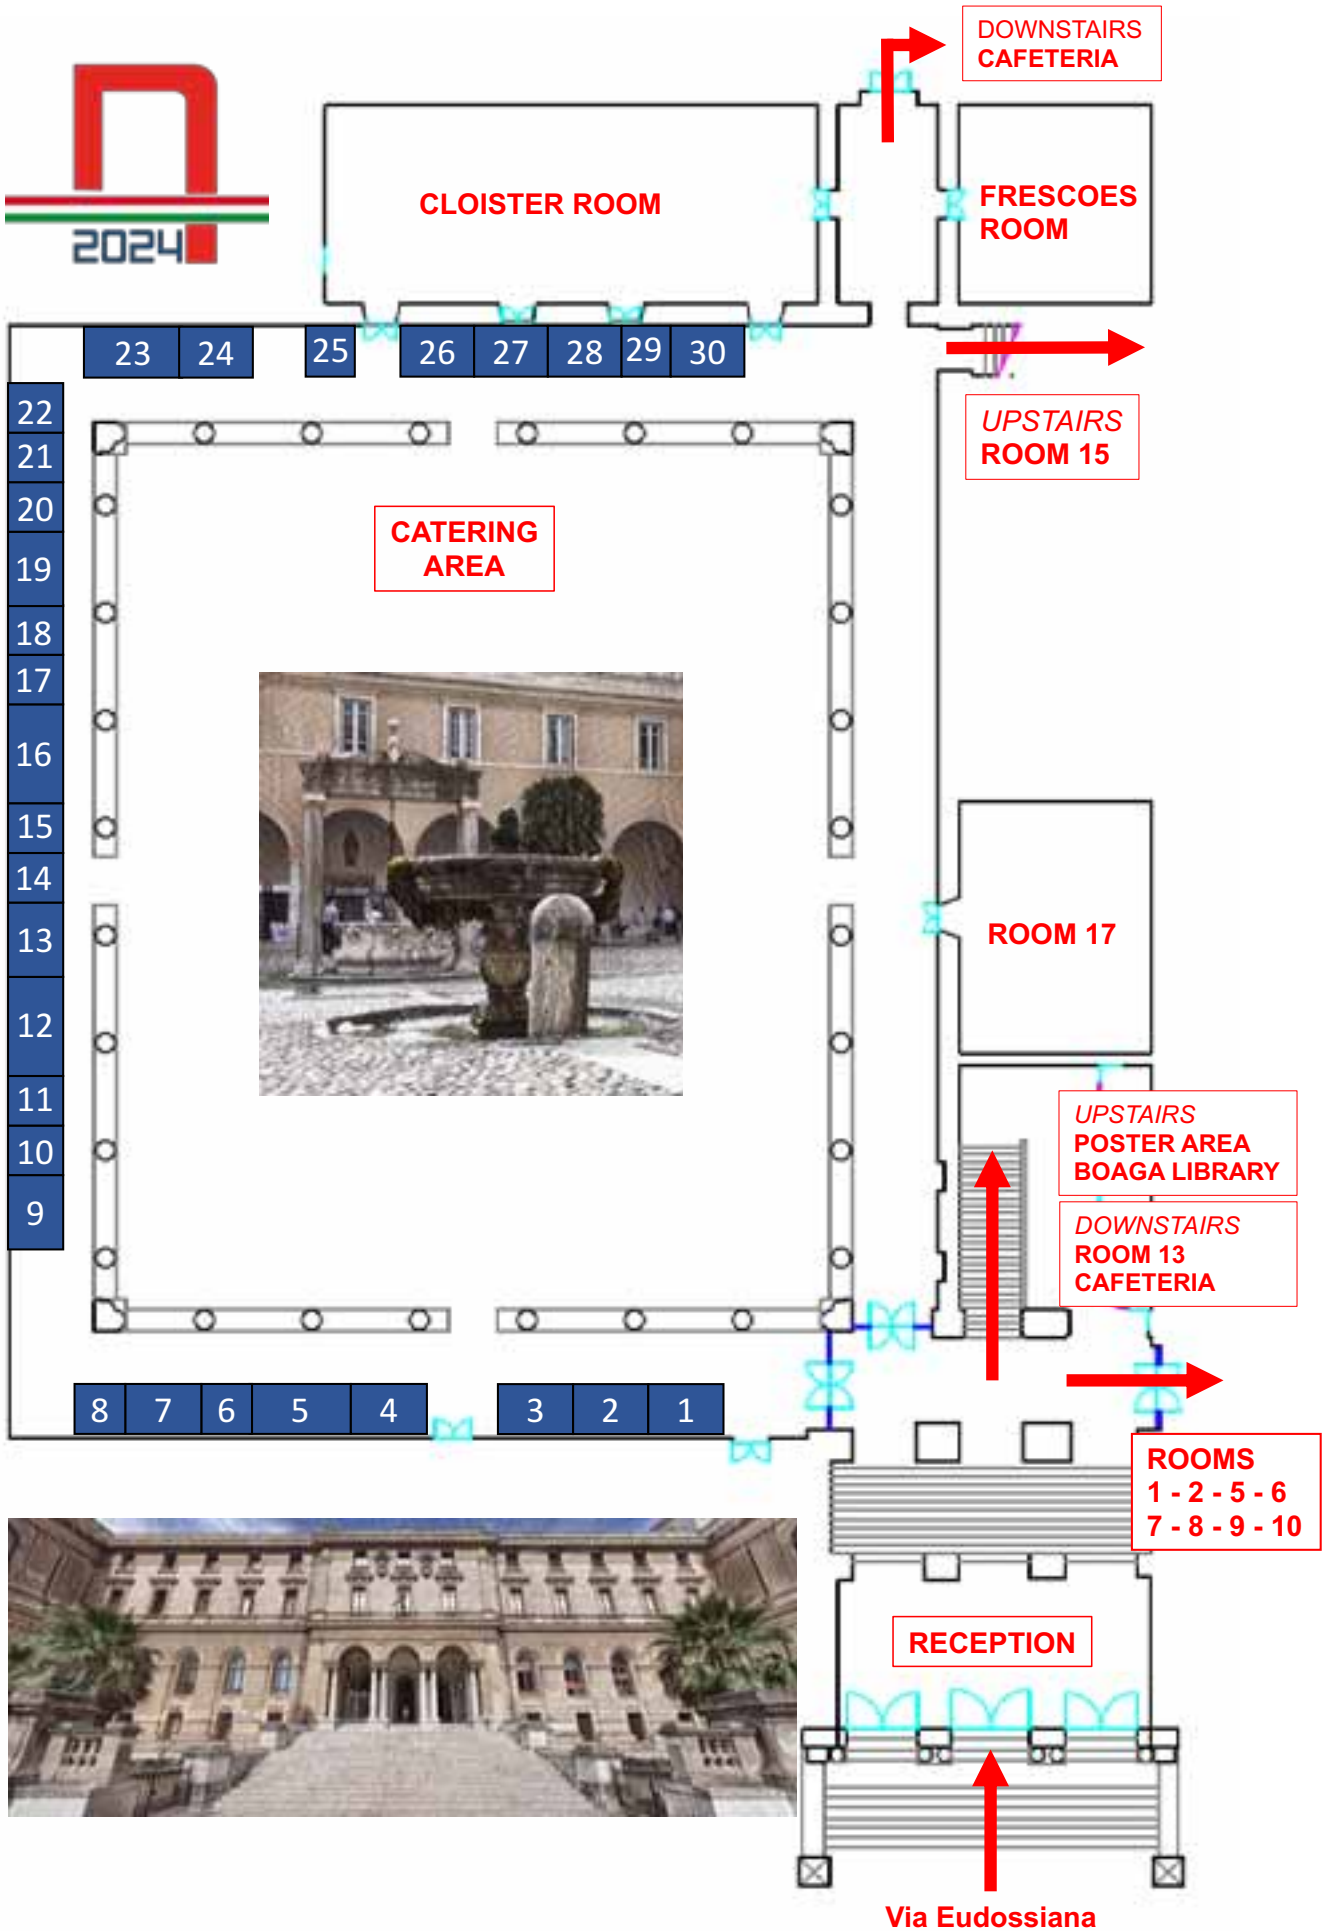 DOWNSTAIRS
CAFETERIA
2024
CLOISTER ROOM
FRESCOES
ROOM
23 24 25 26 27 28 29 30
UPSTAIRS
ROOM 15
22
21
20
19
18
17
16
15
14
13
12
11
10
9
CATERING
AREA
ROOM 17
UPSTAIRS
POSTER AREA
BOAGA LIBRARY
DOWNSTAIRS
ROOM 13
CAFETERIA
8 7 6 5 4 3 2 1
ROOMS
1 - 2 - 5 - 6
7 - 8 - 9 - 10
RECEPTION
Via Eudossiana